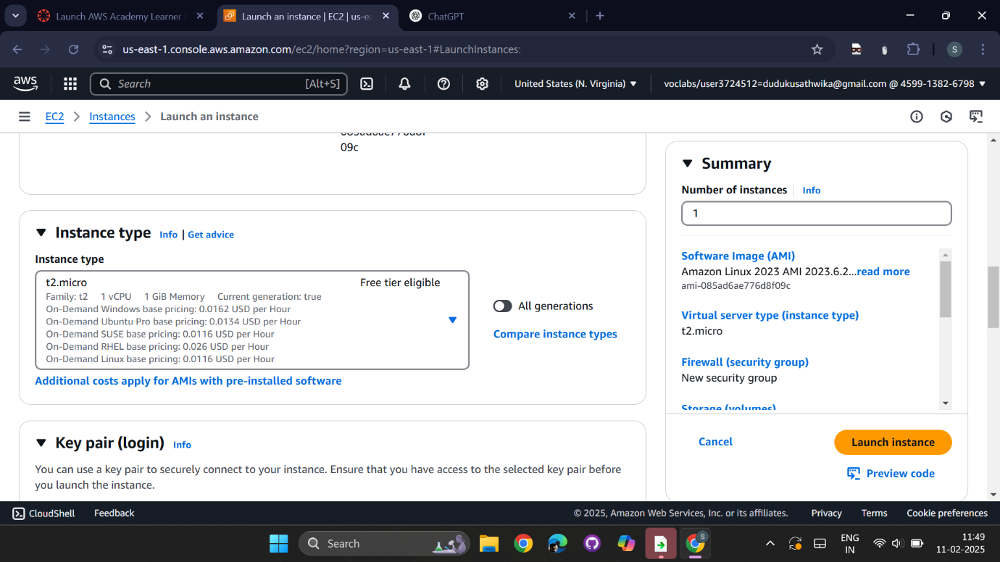 Launch AWS Academy Learner
Launch an instance | EC2 | us-ea
ChatGPT
us-east-1.console.aws.amazon.com/ec2/home?region=us-east-1#LaunchInstances:
S
aws
Search
[Alt+S]
United States (N. Virginia)
voclabs/user3724512=dudukusathwika@gmail.com @ 4599-1382-6798
EC2
Instances
Launch an instance
085ad6ae776d8f
09c
Instance type
Info | Get advice
Instance type
t2.micro
Free tier eligible
Family: t2 1 vCPU 1 GiB Memory Current generation: true
On-Demand Windows base pricing: 0.0162 USD per Hour
On-Demand Ubuntu Pro base pricing: 0.0134 USD per Hour
On-Demand SUSE base pricing: 0.0116 USD per Hour
On-Demand RHEL base pricing: 0.026 USD per Hour
On-Demand Linux base pricing: 0.0116 USD per Hour
All generations
Compare instance types
Additional costs apply for AMIs with pre-installed software
Key pair (login) Info
You can use a key pair to securely connect to your instance. Ensure that you have access to the selected key pair before
you launch the instance.
Summary
Number of instances
Info
1
Software Image (AMI)
Amazon Linux 2023 AMI 2023.6.2...read more
ami-085ad6ae776d8f09c
Virtual server type (instance type)
t2.micro
Firewall (security group)
New security group
Storage (volumes)
Cancel
Launch instance
Preview code
CloudShell
Feedback
© 2025, Amazon Web Services, Inc. or its affiliates.
Privacy
Terms
Cookie preferences
Search
S
ENG
IN
11:49
11-02-2025